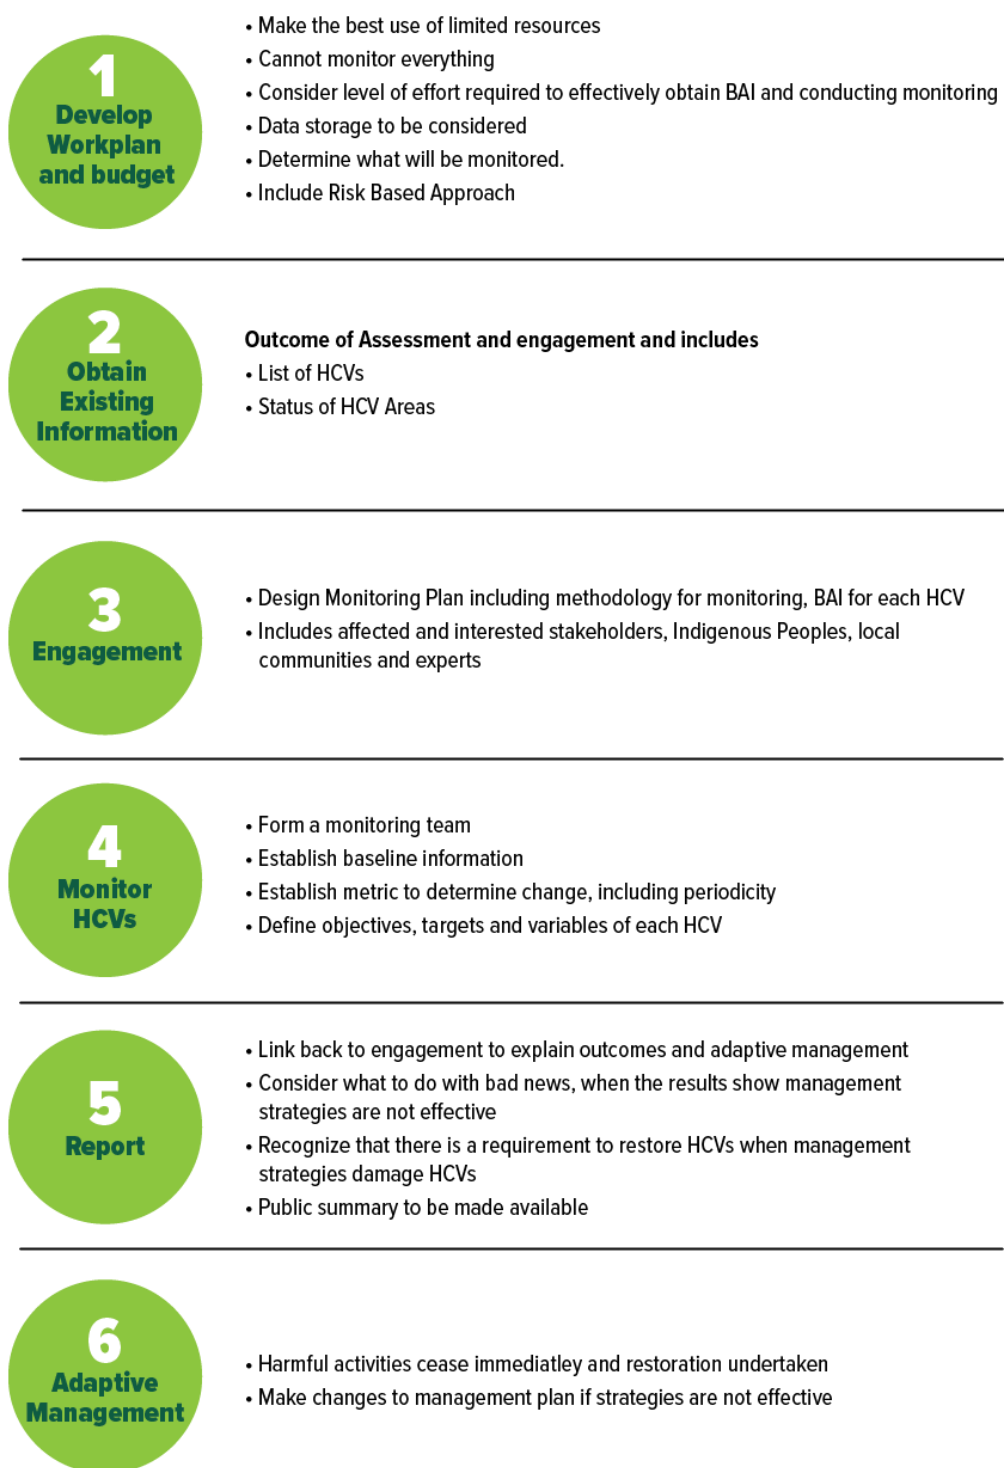 1
Develop
Workplan
and budget
• Make the best use of limited resources
• Cannot monitor everything
• Consider level of effort required to effectively obtain BAI and conducting monitoring
• Data storage to be considered
• Determine what will be monitored.
• Include Risk Based Approach
2
Obtain
Existing
Information
Outcome of Assessment and engagement and includes
• List of HCVs
• Status of HCV Areas
3
Engagement
• Design Monitoring Plan including methodology for monitoring, BAI for each HCV
• Includes affected and interested stakeholders, Indigenous Peoples, local
communities and experts
4
Monitor
HCVs
• Form a monitoring team
• Establish baseline information
• Establish metric to determine change, including periodicity
• Define objectives, targets and variables of each HCV
5
Report
• Link back to engagement to explain outcomes and adaptive management
• Consider what to do with bad news, when the results show management
strategies are not effective
• Recognize that there is a requirement to restore HCVs when management
strategies damage HCVs
• Public summary to be made available
6
Adaptive
Management
• Harmful activities cease immediatley and restoration undertaken
• Make changes to management plan if strategies are not effective